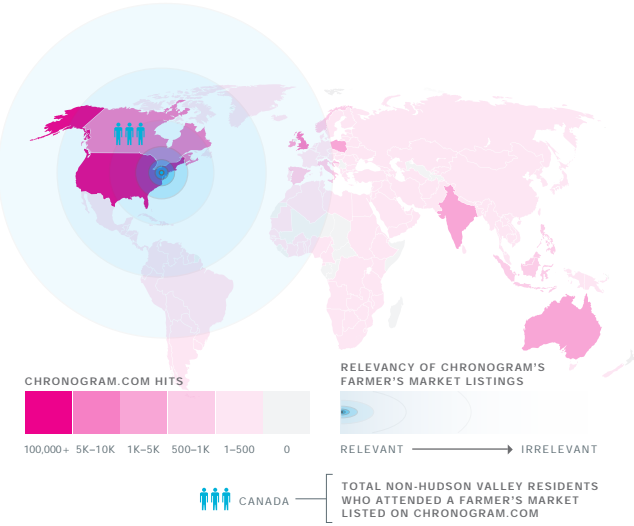 CHRONOGRAM.COM HITS
100,000+ 5K–10K 1K–5K 500–1K 1–500 0
RELEVANCY OF CHRONOGRAM'S
FARMER'S MARKET LISTINGS
RELEVANT IRRELEVANT
CANADA
TOTAL NON-HUDSON VALLEY RESIDENTS
WHO ATTENDED A FARMER'S MARKET
LISTED ON CHRONOGRAM.COM